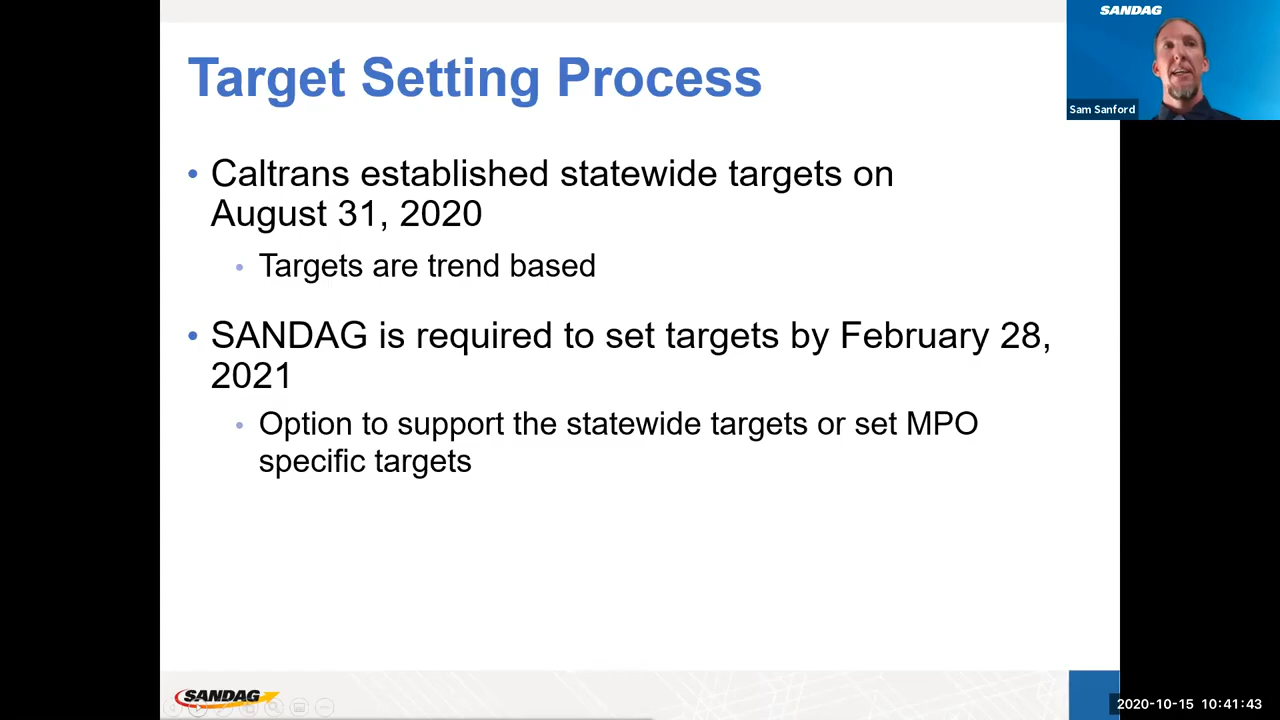 SANDAG
Sam Sanford
Target Setting Process
• Caltrans established statewide targets on
August 31, 2020
• Targets are trend based
• SANDAG is required to set targets by February 28,
2021
• Option to support the statewide targets or set MPO
specific targets
SANDAG
2020-10-15 10:41:43